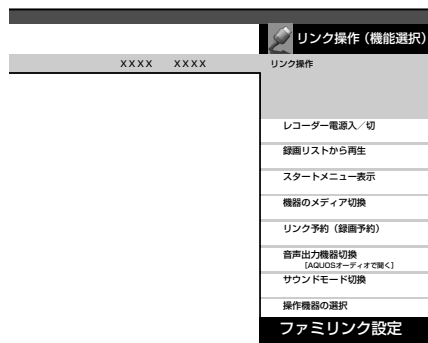 リンク操作（機能選択）
XXXX XXXX
リンク操作
レコーダー電源入／切
録画リストから再生
スタートメニュー表示
機器のメディア切換
リンク予約（録画予約）
音声出力機器切換
［AQUOSオーディオで聞く］
サウンドモード切換
操作機器の選択
ファミリンク設定